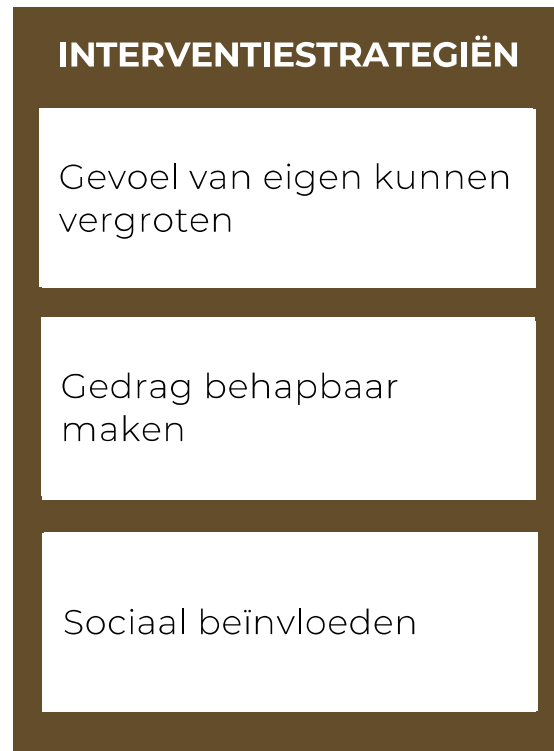 INTERVENTIESTRATEGIËN
Gevoel van eigen kunnen
vergroten
Gedrag behapbaar
maken
Sociaal beïnvloeden